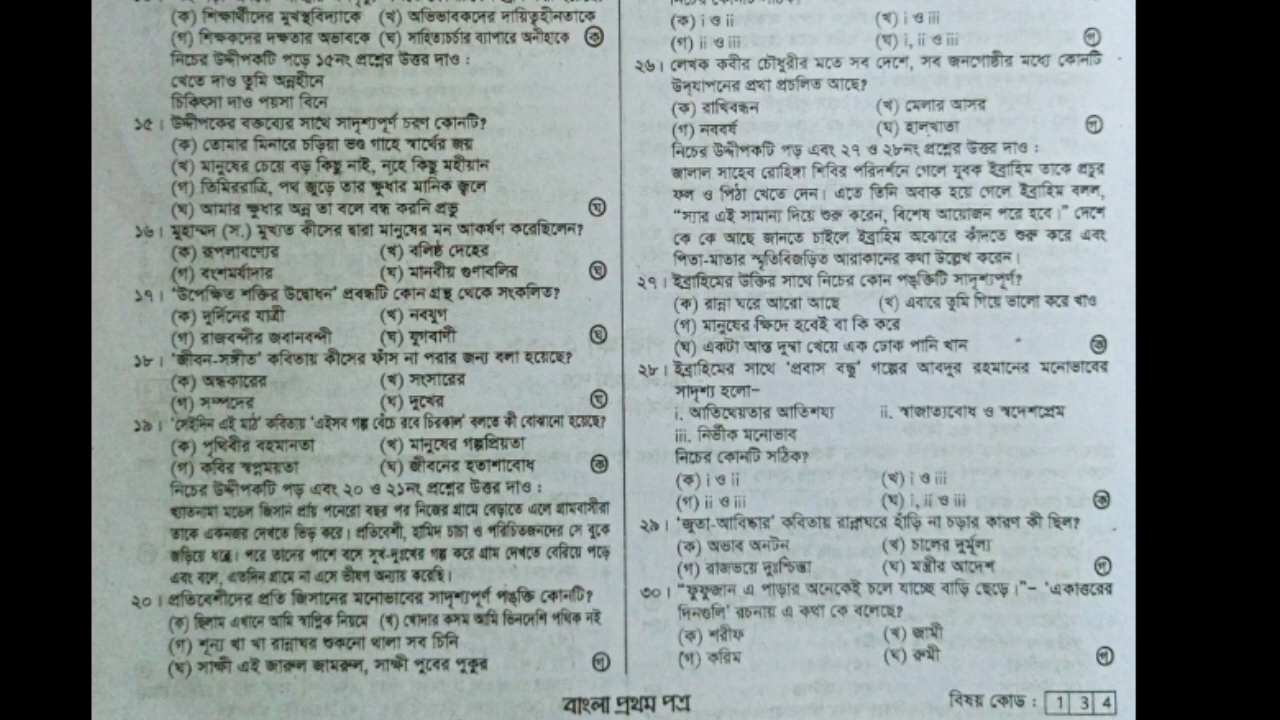 (ক) শিক্ষার্থীদের মুখস্থবিদ্যাকে (খ) অভিভাবকদের দায়িত্বহীনতাকে
(গ) শিক্ষকদের দক্ষতার অভাবকে (ঘ) সাহিত্যচর্চার ব্যাপারে অনীহাকে ক
নিচের উদ্দীপকটি পড়ে ১৫নং প্রশ্নের উত্তর দাও :
খেতে দাও তুমি অন্নহীনে
চিকিৎসা দাও পয়সা বিনে
১৫। উদ্দীপকের বক্তব্যের সাথে সাদৃশ্যপূর্ণ চরণ কোনটি?
(ক) তোমার মিনারে চড়িয়া ভণ্ড গাহে স্বার্থের জয়
(খ) মানুষের চেয়ে বড় কিছু নাই, নহে কিছু মহীয়ান
(গ) তিমিররাত্রি, পথ জুড়ে তার ক্ষুধার মানিক জ্বলে
(ঘ) আমার ক্ষুধার অন্ন তা বলে বন্ধ করনি প্রভু ঘ
১৬। মুহাম্মদ (স.) মুখ্যত কীসের দ্বারা মানুষের মন আকর্ষণ করেছিলেন?
(ক) রূপলাবণ্যের (খ) বলিষ্ঠ দেহের
(গ) বংশমর্যাদার (ঘ) মানবীয় গুণাবলির ঘ
১৭। ‘উপেক্ষিত শক্তির উদ্বোধন’ প্রবন্ধটি কোন গ্রন্থ থেকে সংকলিত?
(ক) দুর্দিনের যাত্রী (খ) নবযুগ
(গ) রাজবন্দীর জবানবন্দী (ঘ) যুগবাণী ঘ
১৮। ‘জীবন-সঙ্গীত’ কবিতায় কীসের ফাঁস না পরার জন্য বলা হয়েছে?
(ক) অন্ধকারের (খ) সংসারের
(গ) সম্পদের (ঘ) দুখের ঘ
১৯। ‘সেইদিন এই মাঠ’ কবিতায় ‘এইসব গল্প বেঁচে রবে চিরকাল’ বলতে কী বোঝানো হয়েছে?
(ক) পৃথিবীর বহমানতা (খ) মানুষের গল্পপ্রিয়তা
(গ) কবির স্বপ্নময়তা (ঘ) জীবনের হতাশাবোধ ক
নিচের উদ্দীপকটি পড় এবং ২০ ও ২১নং প্রশ্নের উত্তর দাও :
খ্যাতনামা মডেল জিসান প্রায় পনেরো বছর পর নিজের গ্রামে বেড়াতে এলে গ্রামবাসীরা
তাকে একনজর দেখতে ভিড় করে। প্রতিবেশী, হামিদ চাচা ও পরিচিতজনদের সে বুকে
জড়িয়ে ধরে। পরে তাদের পাশে বসে সুখ-দুঃখের গল্প করে গ্রাম দেখতে বেরিয়ে পড়ে
এবং বলে, এতদিন গ্রামে না এসে ভীষণ অন্যায় করেছি।
২০। প্রতিবেশীদের প্রতি জিসানের মনোভাবের সাদৃশ্যপূর্ণ পঙ্ক্তি কোনটি?
(ক) ছিলাম এখানে আমি স্বাপ্নিক নিয়মে (খ) খোদার কসম আমি ভিনদেশি পথিক নই
(গ) শূন্য খা খা রান্নাঘর শুকনো থালা সব চিনি
(ঘ) সাক্ষী এই জারুল জামরুল, সাক্ষী পুবের পুকুর গ
(ক) i ও ii (খ) i ও iii
(গ) ii ও iii (ঘ) i, ii ও iii গ
২৬। লেখক কবীর চৌধুরীর মতে সব দেশে, সব জনগোষ্ঠীর মধ্যে কোনটি
উদ্‌যাপনের প্রথা প্রচলিত আছে?
(ক) রাখিবন্ধন (খ) মেলার আসর
(গ) নববর্ষ (ঘ) হালখাতা গ
নিচের উদ্দীপকটি পড় এবং ২৭ ও ২৮নং প্রশ্নের উত্তর দাও :
জালাল সাহেব রোহিঙ্গা শিবির পরিদর্শনে গেলে যুবক ইব্রাহিম তাকে প্রচুর
ফল ও পিঠা খেতে দেন। এতে তিনি অবাক হয়ে গেলে ইব্রাহিম বলল,
“স্যার এই সামান্য দিয়ে শুরু করেন, বিশেষ আয়োজন পরে হবে।” দেশে
কে কে আছে জানতে চাইলে ইব্রাহিম অঝোরে কাঁদতে শুরু করে এবং
পিতা-মাতার স্মৃতিবিজড়িত আরাকানের কথা উল্লেখ করেন।
২৭। ইব্রাহিমের উক্তির সাথে নিচের কোন পঙ্ক্তিটি সাদৃশ্যপূর্ণ?
(ক) রান্না ঘরে আরো আছে (খ) এবারে তুমি গিয়ে ভালো করে খাও
(গ) মানুষের ক্ষিদে হবেই বা কি করে
(ঘ) একটা আস্ত দুম্বা খেয়ে এক ঢোক পানি খান ক
২৮। ইব্রাহিমের সাথে ‘প্রবাস বন্ধু’ গল্পের আবদুর রহমানের মনোভাবের
সাদৃশ্য হলো–
i. আতিথেয়তার আতিশয্য ii. স্বাজাত্যবোধ ও স্বদেশপ্রেম
iii. নির্ভীক মনোভাব
নিচের কোনটি সঠিক?
(ক) i ও ii (খ) i ও iii
(গ) ii ও iii (ঘ) i, ii ও iii ক
২৯। ‘জুতা-আবিষ্কার’ কবিতায় রান্নাঘরে হাঁড়ি না চড়ার কারণ কী ছিল?
(ক) অভাব অনটন (খ) চালের দুর্মূল্য
(গ) রাজভয়ে দুঃশ্চিন্তা (ঘ) মন্ত্রীর আদেশ গ
৩০। “ফুফুজান এ পাড়ার অনেকেই চলে যাচ্ছে বাড়ি ছেড়ে।”– ‘একাত্তরের
দিনগুলি’ রচনায় এ কথা কে বলেছে?
(ক) শরীফ (খ) জামী
(গ) করিম (ঘ) রুমী গ
বাংলা প্রথম পত্র
বিষয় কোড : 1 3 4